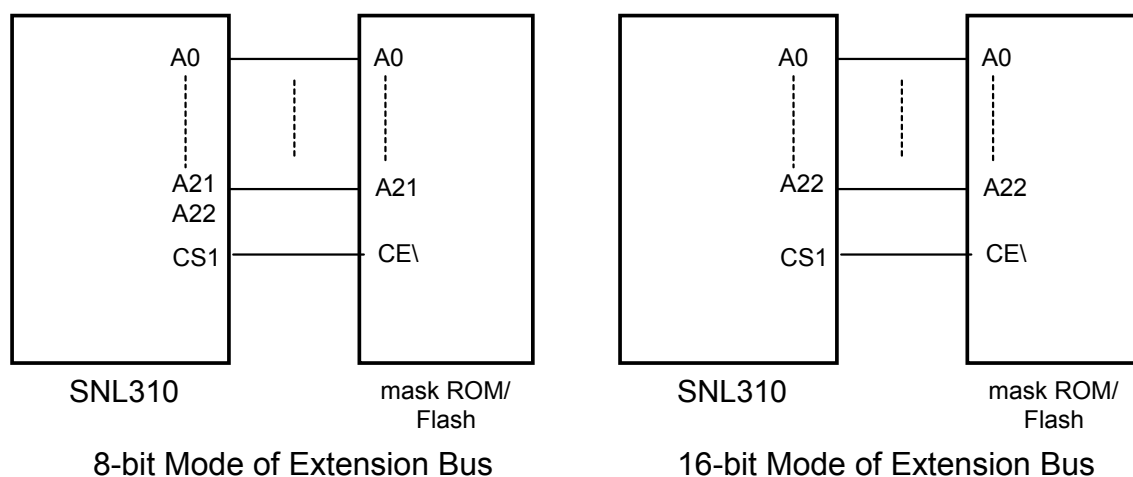 A0
A21
A22
CS1
A0
A21
CE\
SNL310
mask ROM/
Flash
8-bit Mode of Extension Bus
A0
A22
CS1
A0
A22
CE\
SNL310
mask ROM/
Flash
16-bit Mode of Extension Bus